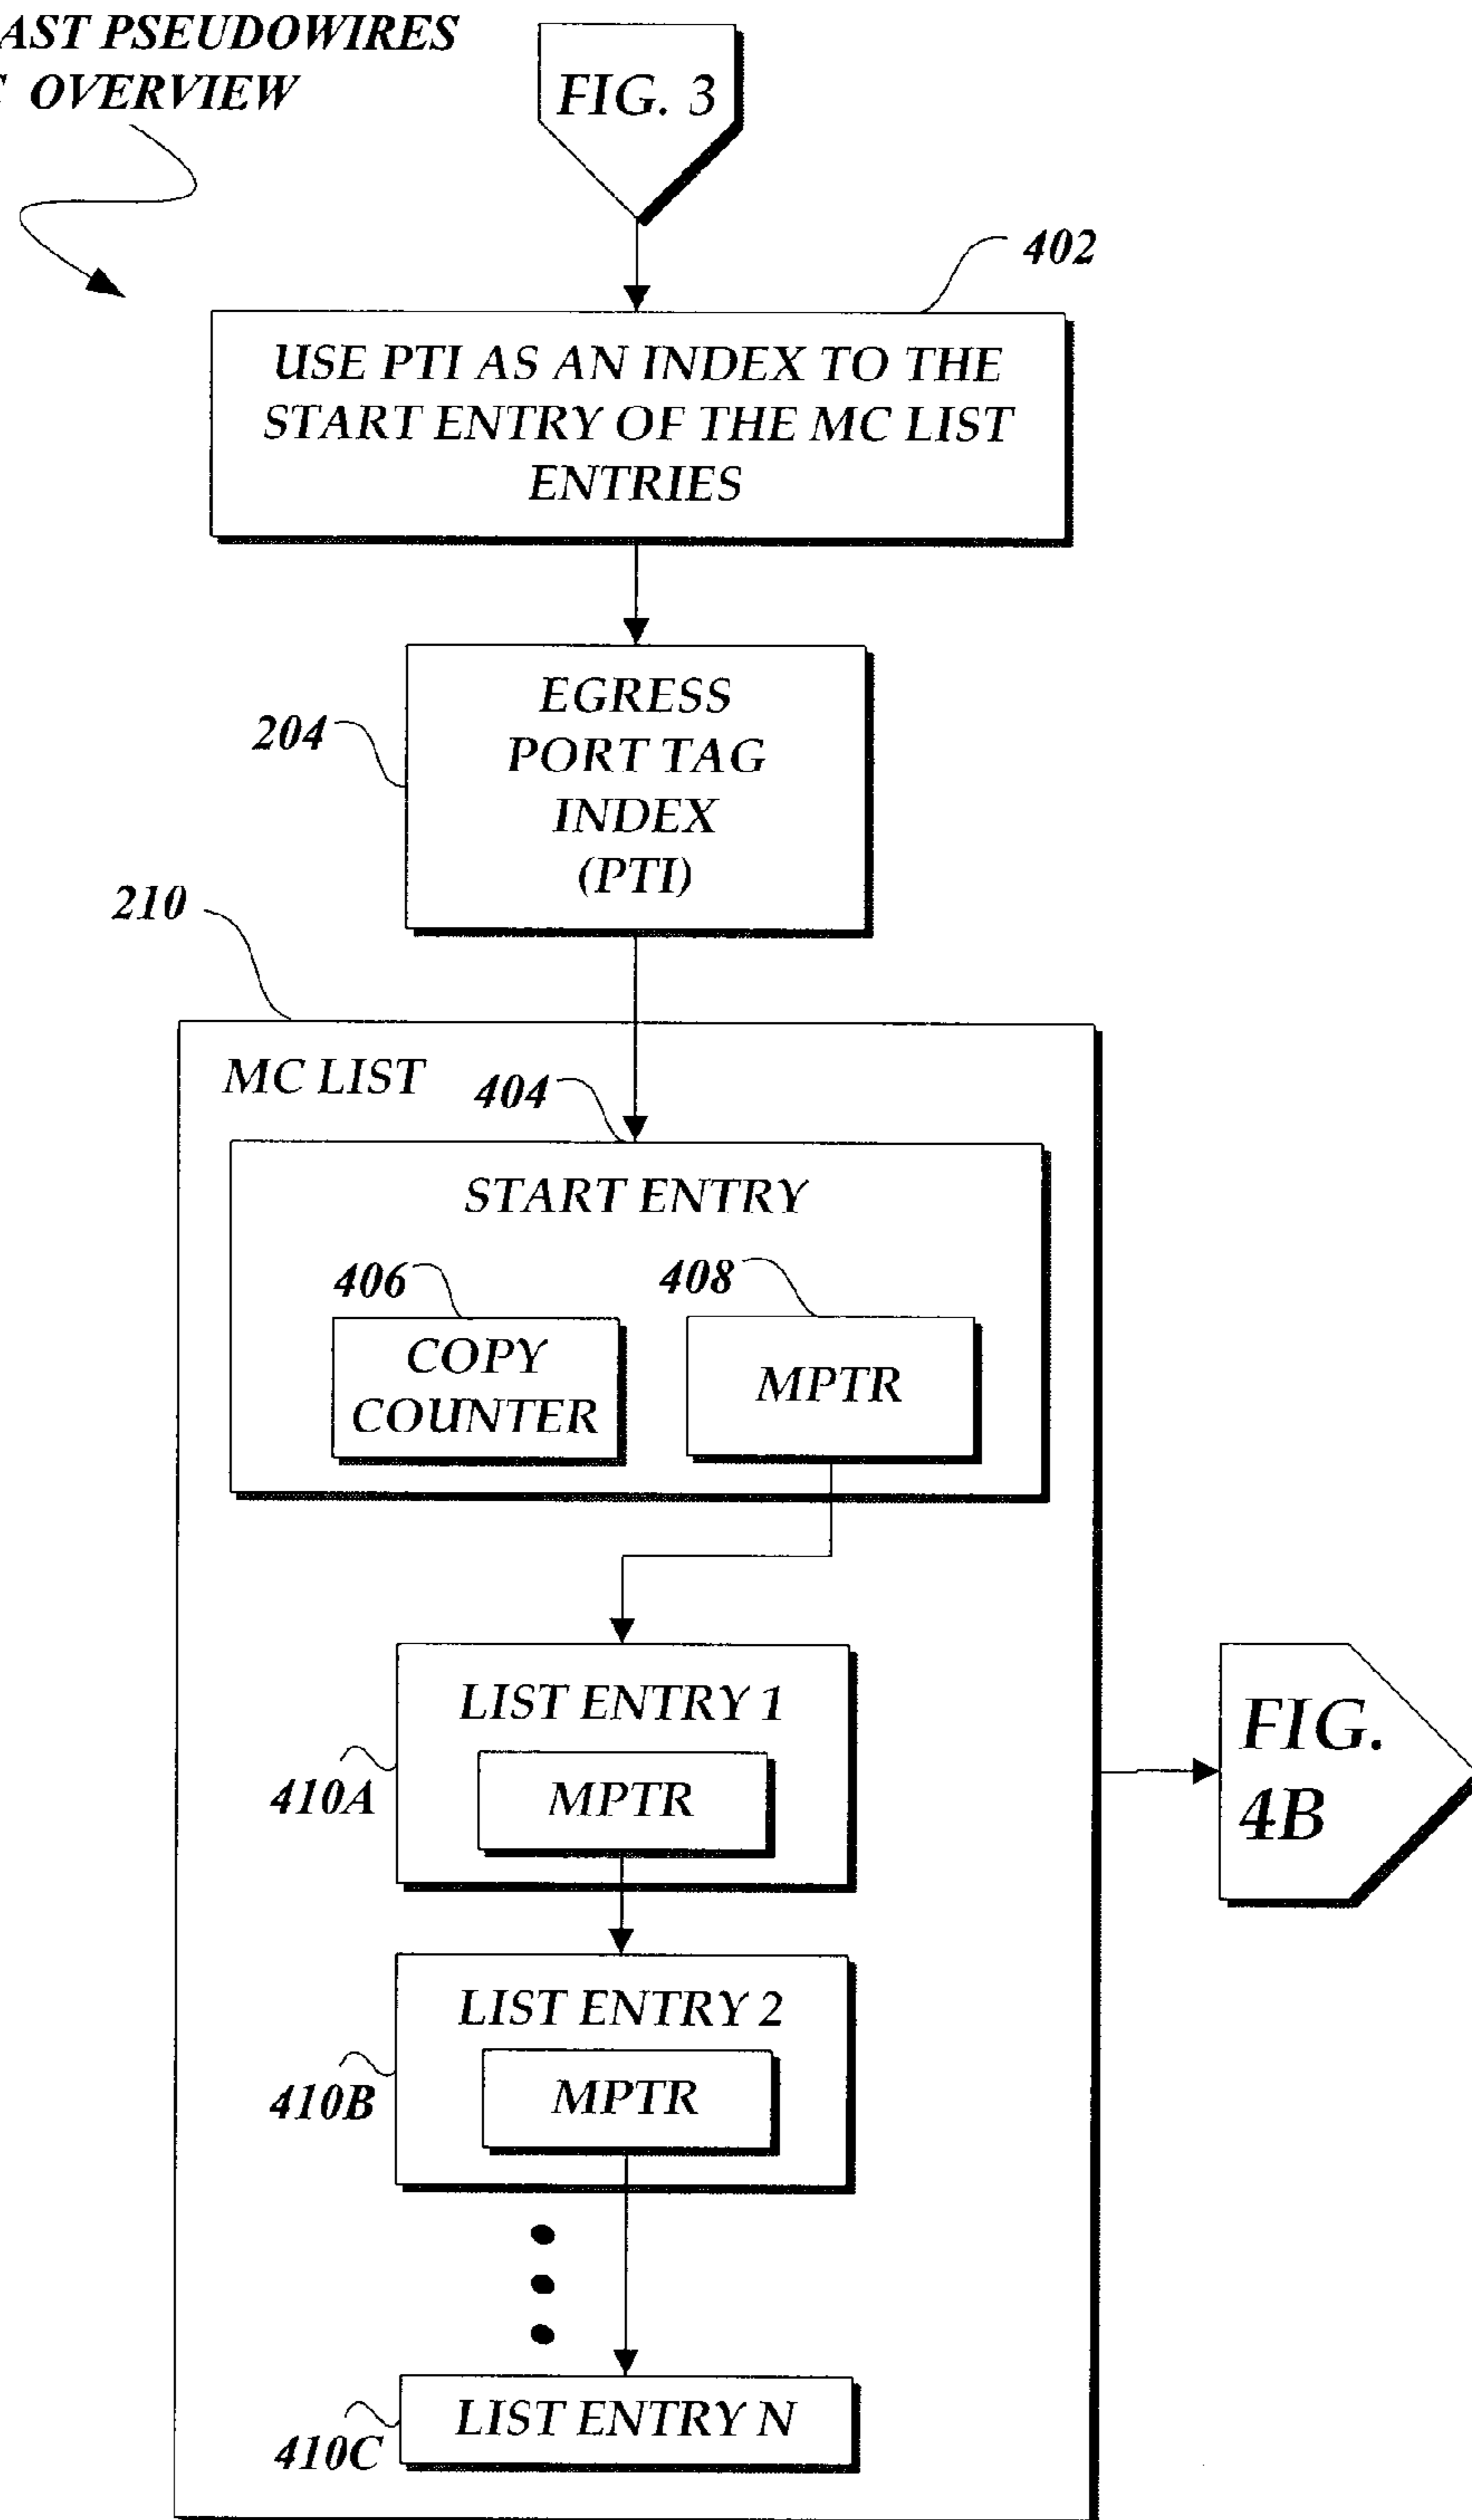 PSEUDOWIRES
OVERVIEW
FIG. 3
402
USE PTI AS AN INDEX TO THE
START ENTRY OF THE MC LIST
ENTRIES
204
EGRESS
PORT TAG
INDEX
(PTI)
210
MC LIST
404
START ENTRY
406
408
COPY
COUNTER
MPTR
LIST ENTRY 1
MPTR
410A
FIG.
4B
LIST ENTRY 2
MPTR
410B
LIST ENTRY N
410C